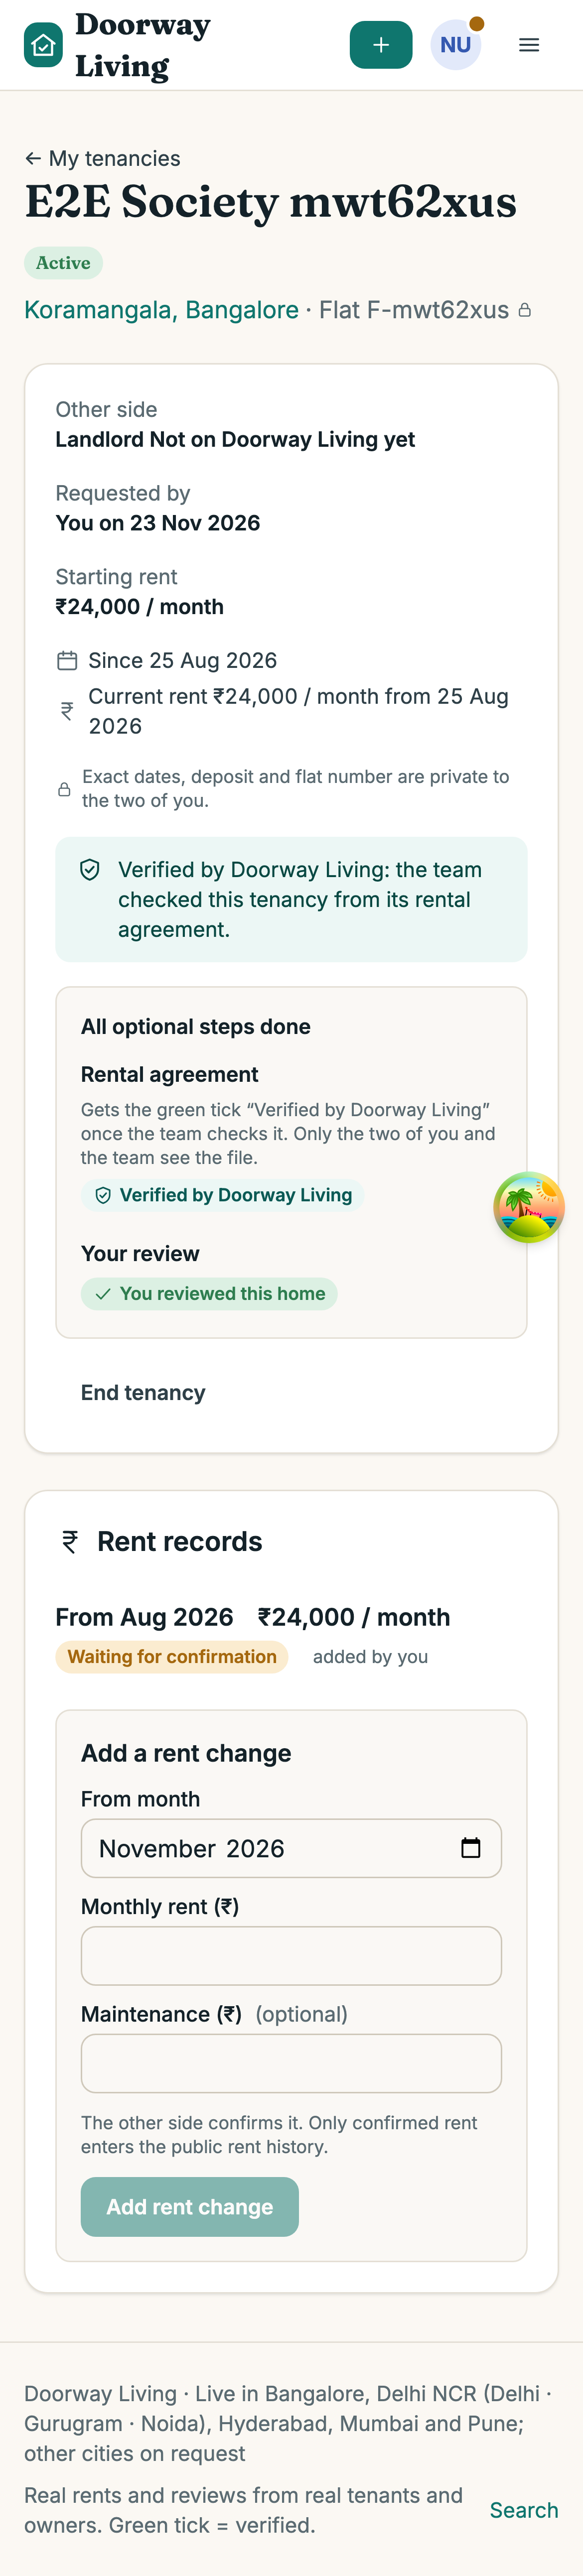 Doorway
Living
NU
← My tenancies
E2E Society mwt62xus
Active
Koramangala, Bangalore · Flat F-mwt62xus
Other side
Landlord Not on Doorway Living yet
Requested by
You on 23 Nov 2026
Starting rent
₹24,000 / month
Since 25 Aug 2026
₹ Current rent ₹24,000 / month from 25 Aug
2026
Exact dates, deposit and flat number are private to
the two of you.
Verified by Doorway Living: the team
checked this tenancy from its rental
agreement.
All optional steps done
Rental agreement
Gets the green tick “Verified by Doorway Living”
once the team checks it. Only the two of you and
the team see the file.
Verified by Doorway Living
Your review
You reviewed this home
End tenancy
₹ Rent records
From Aug 2026 ₹24,000 / month
Waiting for confirmation added by you
Add a rent change
From month
November 2026
Monthly rent (₹)
Maintenance (₹) (optional)
The other side confirms it. Only confirmed rent
enters the public rent history.
Add rent change
Doorway Living · Live in Bangalore, Delhi NCR (Delhi ·
Gurugram · Noida), Hyderabad, Mumbai and Pune;
other cities on request
Real rents and reviews from real tenants and
owners. Green tick = verified.
Search